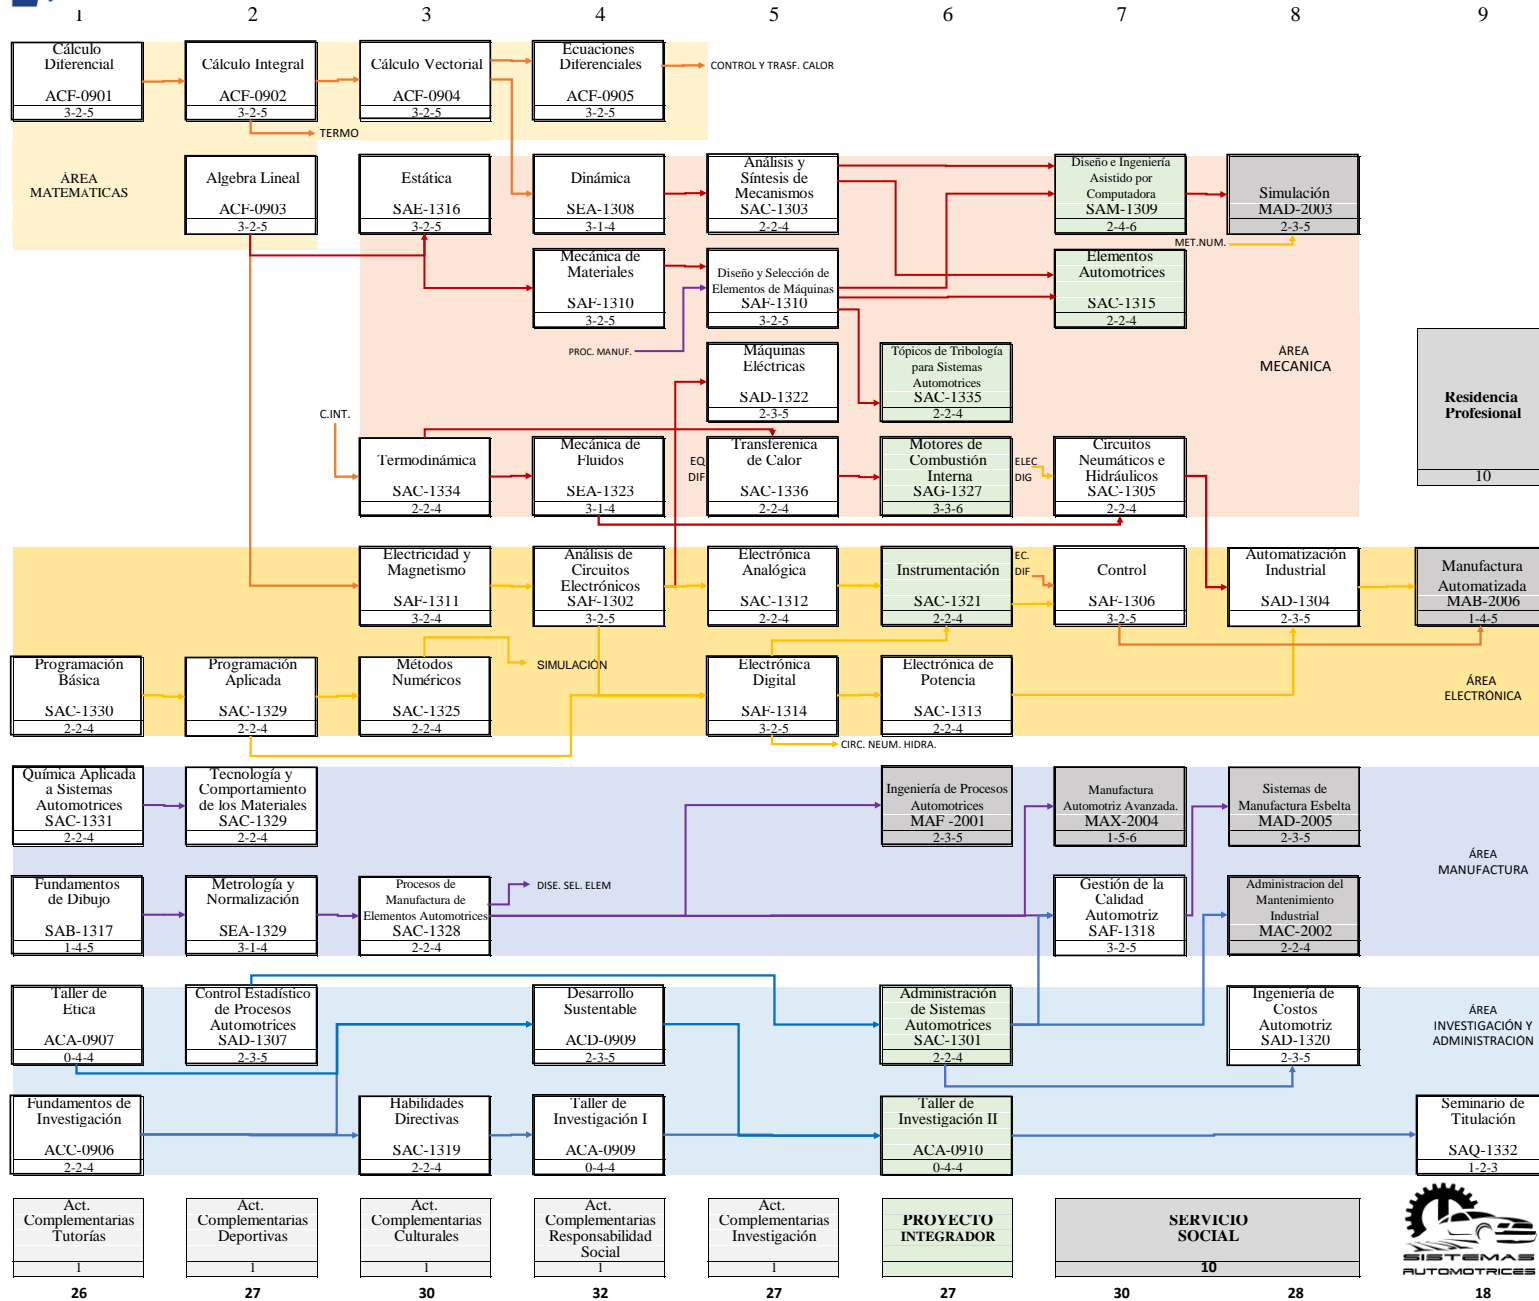 1 2 3 4 5 6 7 8 9
Cálculo
Diferencial
ACF-0901
3-2-5
Cálculo Integral
ACF-0902
3-2-5
Cálculo Vectorial
ACF-0904
3-2-5
Ecuaciones
Diferenciales
ACF-0905
3-2-5
CONTROL Y TRASF. CALOR
TERMO
ÁREA
MATEMATICAS
Algebra Lineal
ACF-0903
3-2-5
Estática
SAE-1316
3-2-5
Dinámica
SEA-1308
3-1-4
Análisis y
Síntesis de
Mecanismos
SAC-1303
2-2-4
Diseño e Ingeniería
Asistido por
Computadora
SAM-1309
2-4-6
Simulación
MAD-2003
2-3-5
MET.NUM.
Mecánica de
Materiales
SAF-1310
3-2-5
Diseño y Selección de
Elementos de Máquinas
SAF-1310
3-2-5
Elementos
Automotrices
SAC-1315
2-2-4
PROC. MANUF.
Máquinas
Eléctricas
SAD-1322
2-3-5
Tópicos de Tribología
para Sistemas
Automotrices
SAC-1335
2-2-4
ÁREA
MECANICA
Residencia
Profesional
10
C.INT.
Termodinámica
SAC-1334
2-2-4
Mecánica de
Fluidos
SEA-1323
3-1-4
EQ
DIF
Transferenica
de Calor
SAC-1336
2-2-4
Motores de
Combustión
Interna
SAG-1327
3-3-6
ELEC
DIG
Circuitos
Neumáticos e
Hidráulicos
SAC-1305
2-2-4
Electricidad y
Magnetismo
SAF-1311
3-2-4
Análisis de
Circuitos
Electrónicos
SAF-1302
3-2-5
Electrónica
Analógica
SAC-1312
2-2-4
Instrumentación
SAC-1321
2-2-4
EC.
DIF
Control
SAF-1306
3-2-5
Automatización
Industrial
SAD-1304
2-3-5
Manufactura
Automatizada
MAB-2006
1-4-5
Programación
Básica
SAC-1330
2-2-4
Programación
Aplicada
SAC-1329
2-2-4
Métodos
Numéricos
SAC-1325
2-2-4
SIMULACIÓN
Electrónica
Digital
SAF-1314
3-2-5
Electrónica de
Potencia
SAC-1313
2-2-4
CIRC. NEUM. HIDRA.
ÁREA
ELECTRÓNICA
Química Aplicada
a Sistemas
Automotrices
SAC-1331
2-2-4
Tecnología y
Comportamiento
de los Materiales
SAC-1329
2-2-4
Ingeniería de Procesos
Automotrices
MAF -2001
2-3-5
Manufactura
Automotriz Avanzada.
MAX-2004
1-5-6
Sistemas de
Manufactura Esbelta
MAD-2005
2-3-5
ÁREA
MANUFACTURA
Fundamentos
de Dibujo
SAB-1317
1-4-5
Metrología y
Normalización
SEA-1329
3-1-4
Procesos de
Manufactura de
Elementos Automotrices
SAC-1328
2-2-4
DISE. SEL. ELEM
Gestión de la
Calidad
Automotriz
SAF-1318
3-2-5
Administracion del
Mantenimiento
Industrial
MAC-2002
2-2-4
Taller de
Etica
ACA-0907
0-4-4
Control Estadístico
de Procesos
Automotrices
SAD-1307
2-3-5
Desarrollo
Sustentable
ACD-0909
2-3-5
Administración
de Sistemas
Automotrices
SAC-1301
2-2-4
Ingeniería de
Costos
Automotriz
SAD-1320
2-3-5
ÁREA
INVESTIGACIÓN Y
ADMINISTRACIÓN
Fundamentos de
Investigación
ACC-0906
2-2-4
Habilidades
Directivas
SAC-1319
2-2-4
Taller de
Investigación I
ACA-0909
0-4-4
Taller de
Investigación II
ACA-0910
0-4-4
Seminario de
Titulación
SAQ-1332
1-2-3
Act.
Complementarias
Tutorías
1
Act.
Complementarias
Deportivas
1
Act.
Complementarias
Culturales
1
Act.
Complementarias
Responsabilidad
Social
1
Act.
Complementarias
Investigación
1
PROYECTO
INTEGRADOR
SERVICIO
SOCIAL
10
SISTEMAS
AUTOMOTRICES
26 27 30 32 27 27 30 28 18